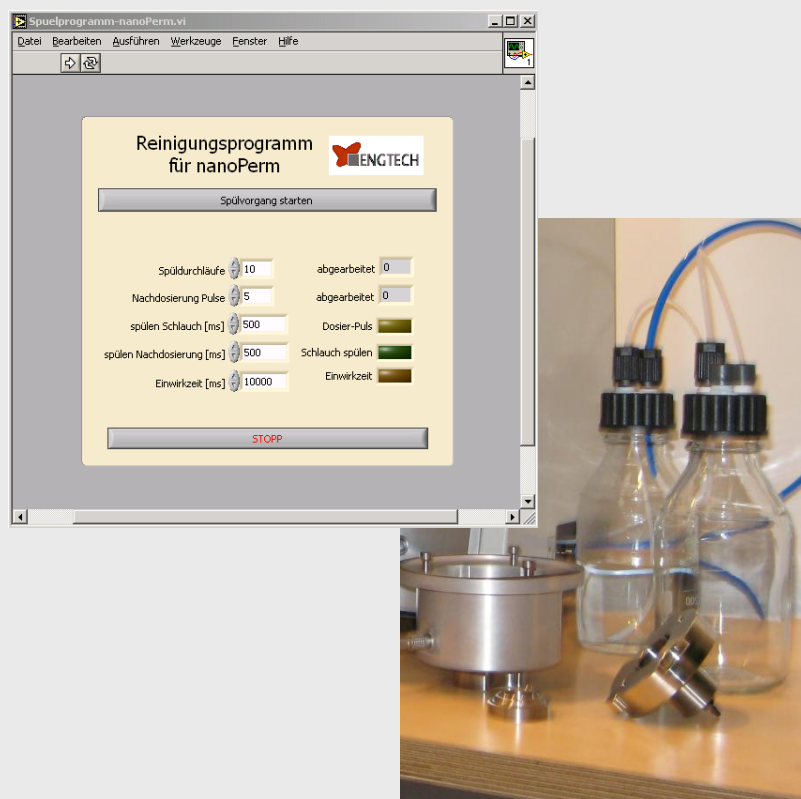 Spuelprogramm-nanoPerm.vi
Datei Bearbeiten Ausführen Werkzeuge Fenster Hilfe
1
Reinigungsprogramm
für nanoPerm
MENGTECH
Spülvorgang starten
Spüldurchläufe 10 abgearbeitet 0
Nachdosierung Pulse 5 abgearbeitet 0
spülen Schlauch [ms] 500 Dosier-Puls
spülen Nachdosierung [ms] 500 Schlauch spülen
Einwirkzeit [ms] 10000 Einwirkzeit
STOPP